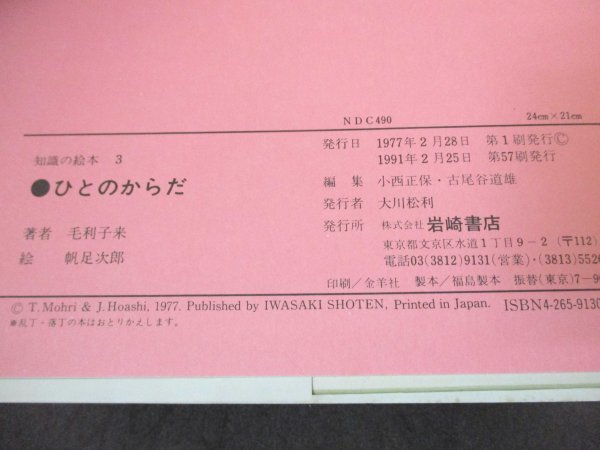 NDC490
24cm×21cm
知識の絵本 3
●ひとのからだ
著者 毛利子来
絵 帆足次郎
発行日 1977年2月28日 第1刷発行Ⓒ
1991年2月25日 第57刷発行
編集 小西正保・古尾谷道雄
発行者 大川松利
発行所 株式会社 岩崎書店
東京都文京区水道1丁目9－2 (〒112)
電話03(3812)9131(営業)・(3813)5526
印刷/金羊社 製本/福島製本 振替(東京)7-9
© T. Mohri & J. Hoashi, 1977. Published by IWASAKI SHOTEN, Printed in Japan. ISBN4-265-9130
※乱丁・落丁の本はおとりかえします。